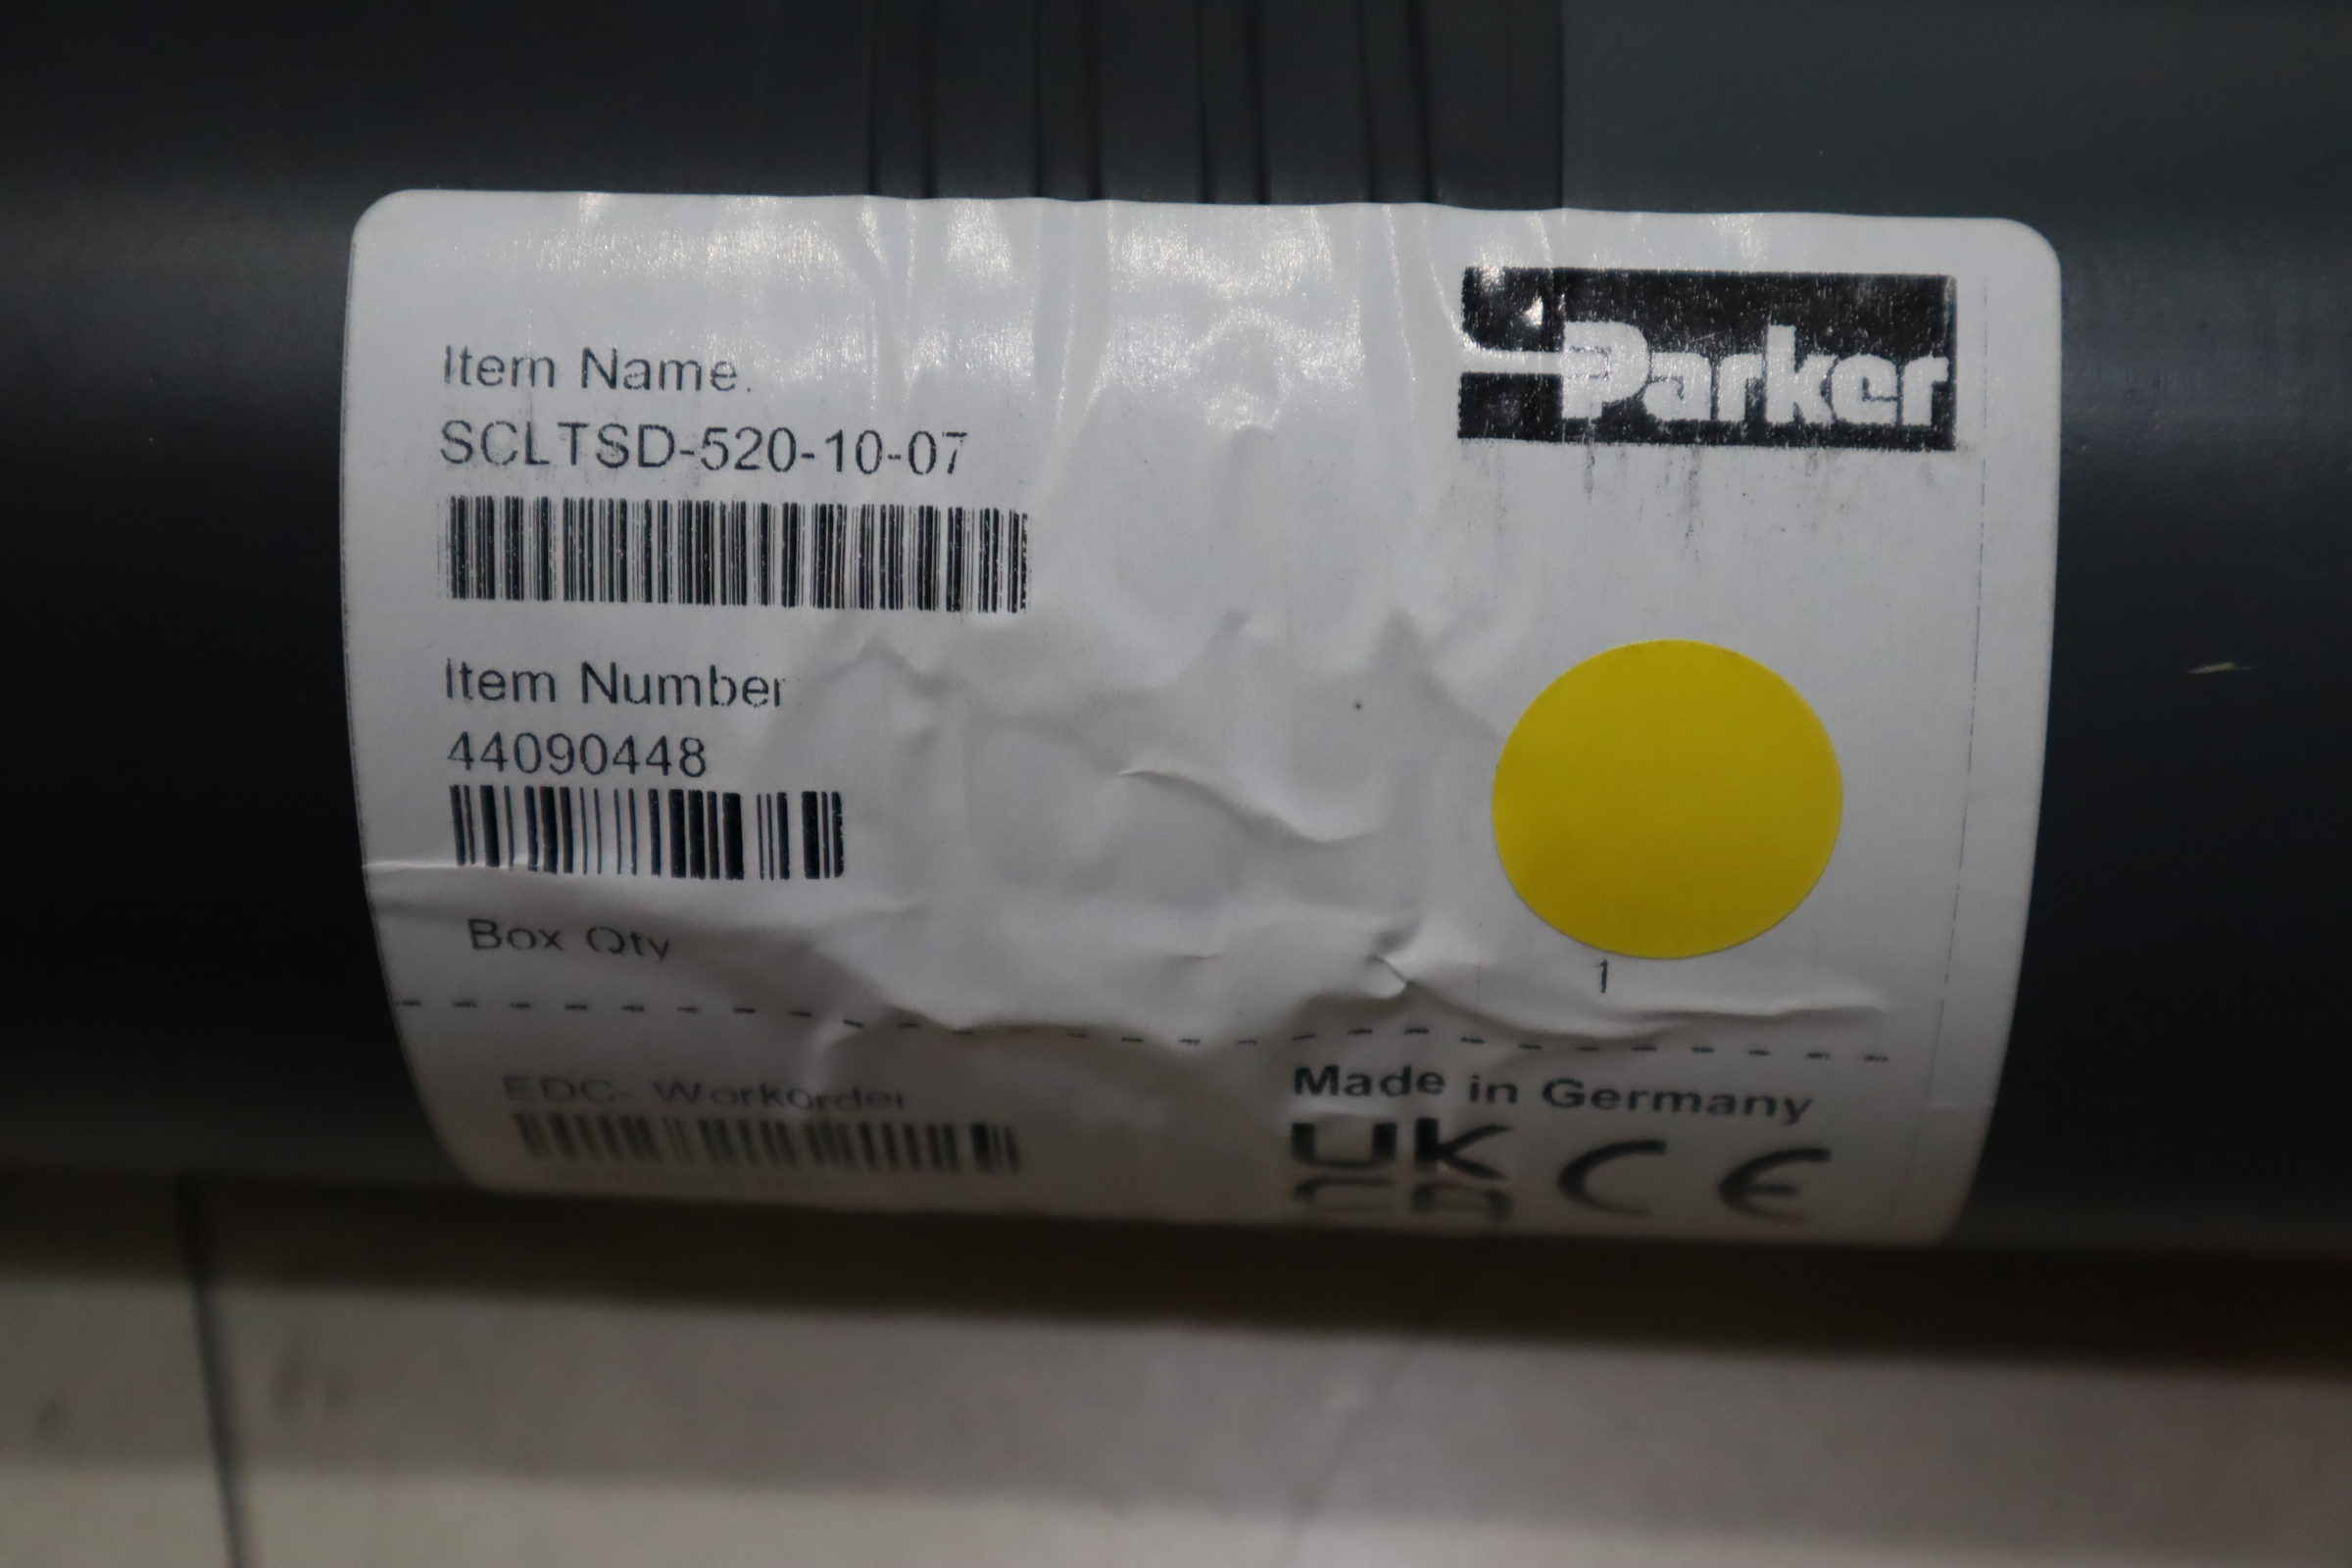 Parker
Item Name.
SCLTSD-520-10-07
Item Number
44090448
Box Qty
1
EDC- Workorder
Made in Germany
UK
CA
CE